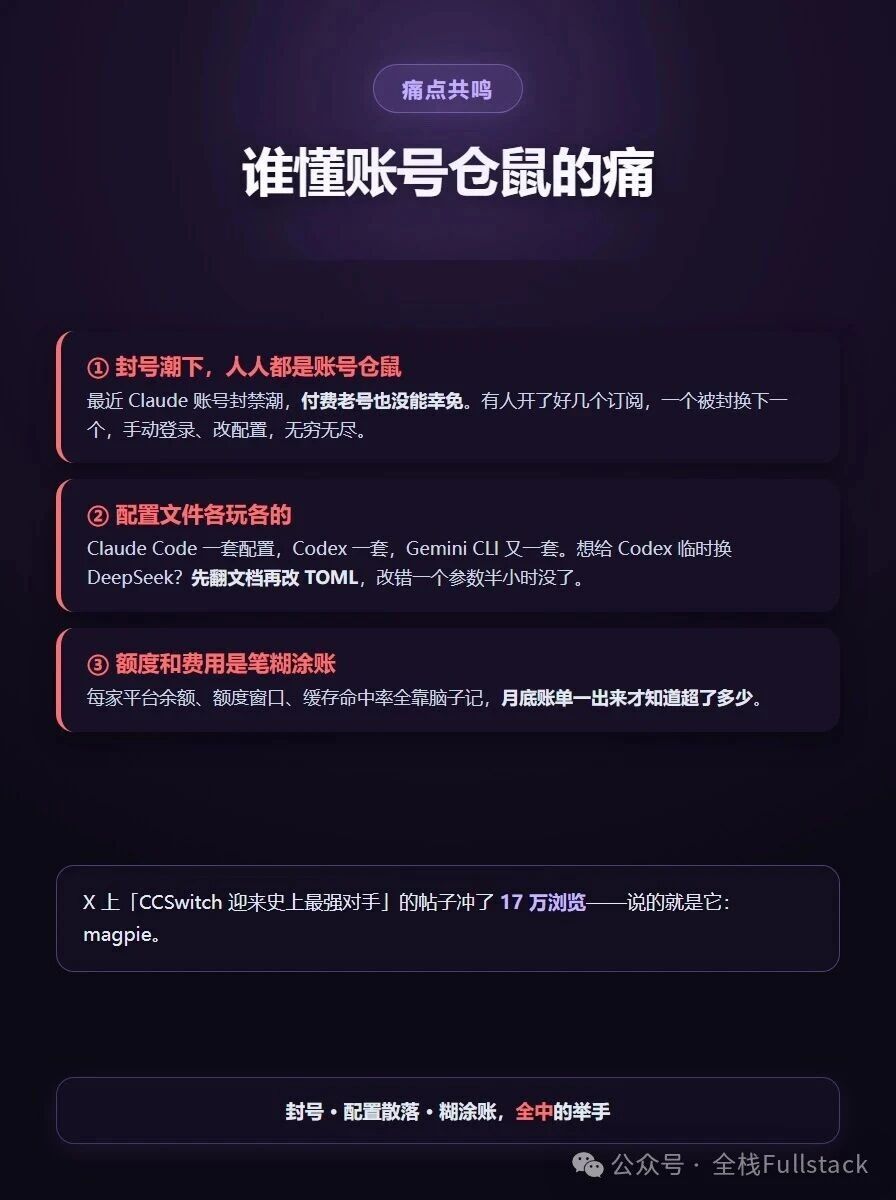 痛点共鸣
谁懂账号仓鼠的痛
① 封号潮下，人人都是账号仓鼠
最近 Claude 账号封禁潮，付费老号也没能幸免。有人开了好几个订阅，一个被封换下一
个，手动登录、改配置，无穷无尽。
② 配置文件各玩各的
Claude Code 一套配置，Codex 一套，Gemini CLI 又一套。想给 Codex 临时换
DeepSeek？先翻文档再改 TOML，改错一个参数半小时没了。
③ 额度和费用是笔糊涂账
每家平台余额、额度窗口、缓存命中率全靠脑子记，月底账单一出来才知道超了多少。
X 上「CCSwitch 迎来史上最强对手」的帖子冲了 17 万浏览——说的就是它：
magpie。
封号 · 配置散落 · 糊涂账，全中的举手
公众号 · 全栈Fullstack